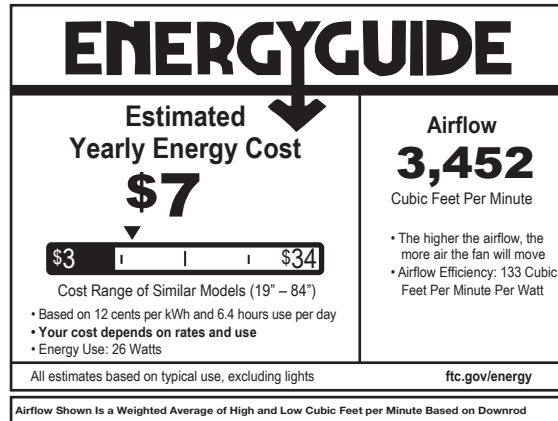 ENERGYGUIDE
Estimated
Yearly Energy Cost
$7
$3
$34
Cost Range of Similar Models (19” – 84”)
• Based on 12 cents per kWh and 6.4 hours use per day
• Your cost depends on rates and use
• Energy Use: 26 Watts
Airflow
3,452
Cubic Feet Per Minute
• The higher the airflow, the
more air the fan will move
• Airflow Efficiency: 133 Cubic
Feet Per Minute Per Watt
All estimates based on typical use, excluding lights
ftc.gov/energy
Airflow Shown Is a Weighted Average of High and Low Cubic Feet per Minute Based on Downrod